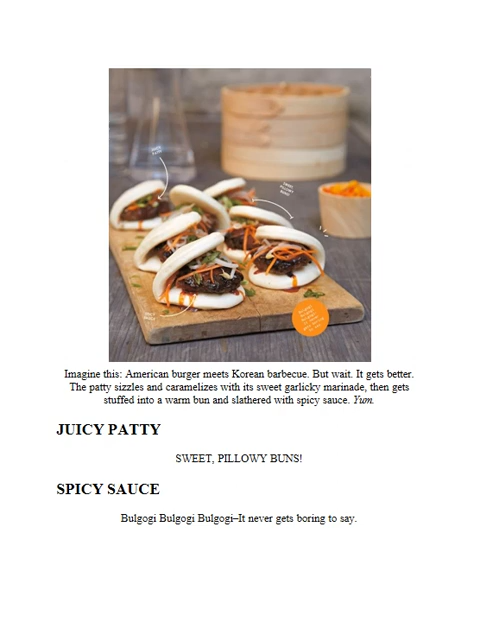 Imagine this: American burger meets Korean barbecue. But wait. It gets better.
The patty sizzles and caramelizes with its sweet garlicky marinade, then gets
stuffed into a warm bun and slathered with spicy sauce. Yum.
JUICY PATTY
SWEET, PILLOWY BUNS!
SPICY SAUCE
Bulgogi Bulgogi Bulgogi–It never gets boring to say.